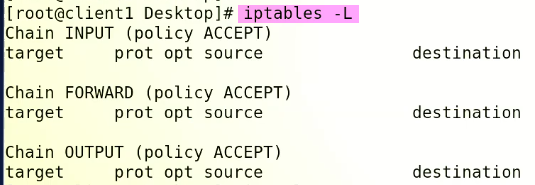 [root@client1 Desktop]# iptables -L
Chain INPUT (policy ACCEPT)
target     prot opt source               destination

Chain FORWARD (policy ACCEPT)
target     prot opt source               destination

Chain OUTPUT (policy ACCEPT)
target     prot opt source               destination